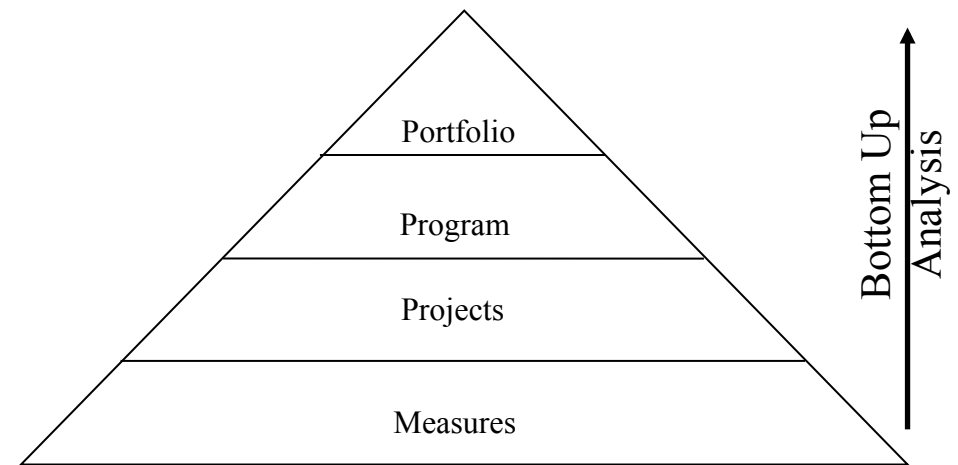 Portfolio
Program
Projects
Measures
Bottom Up
Analysis